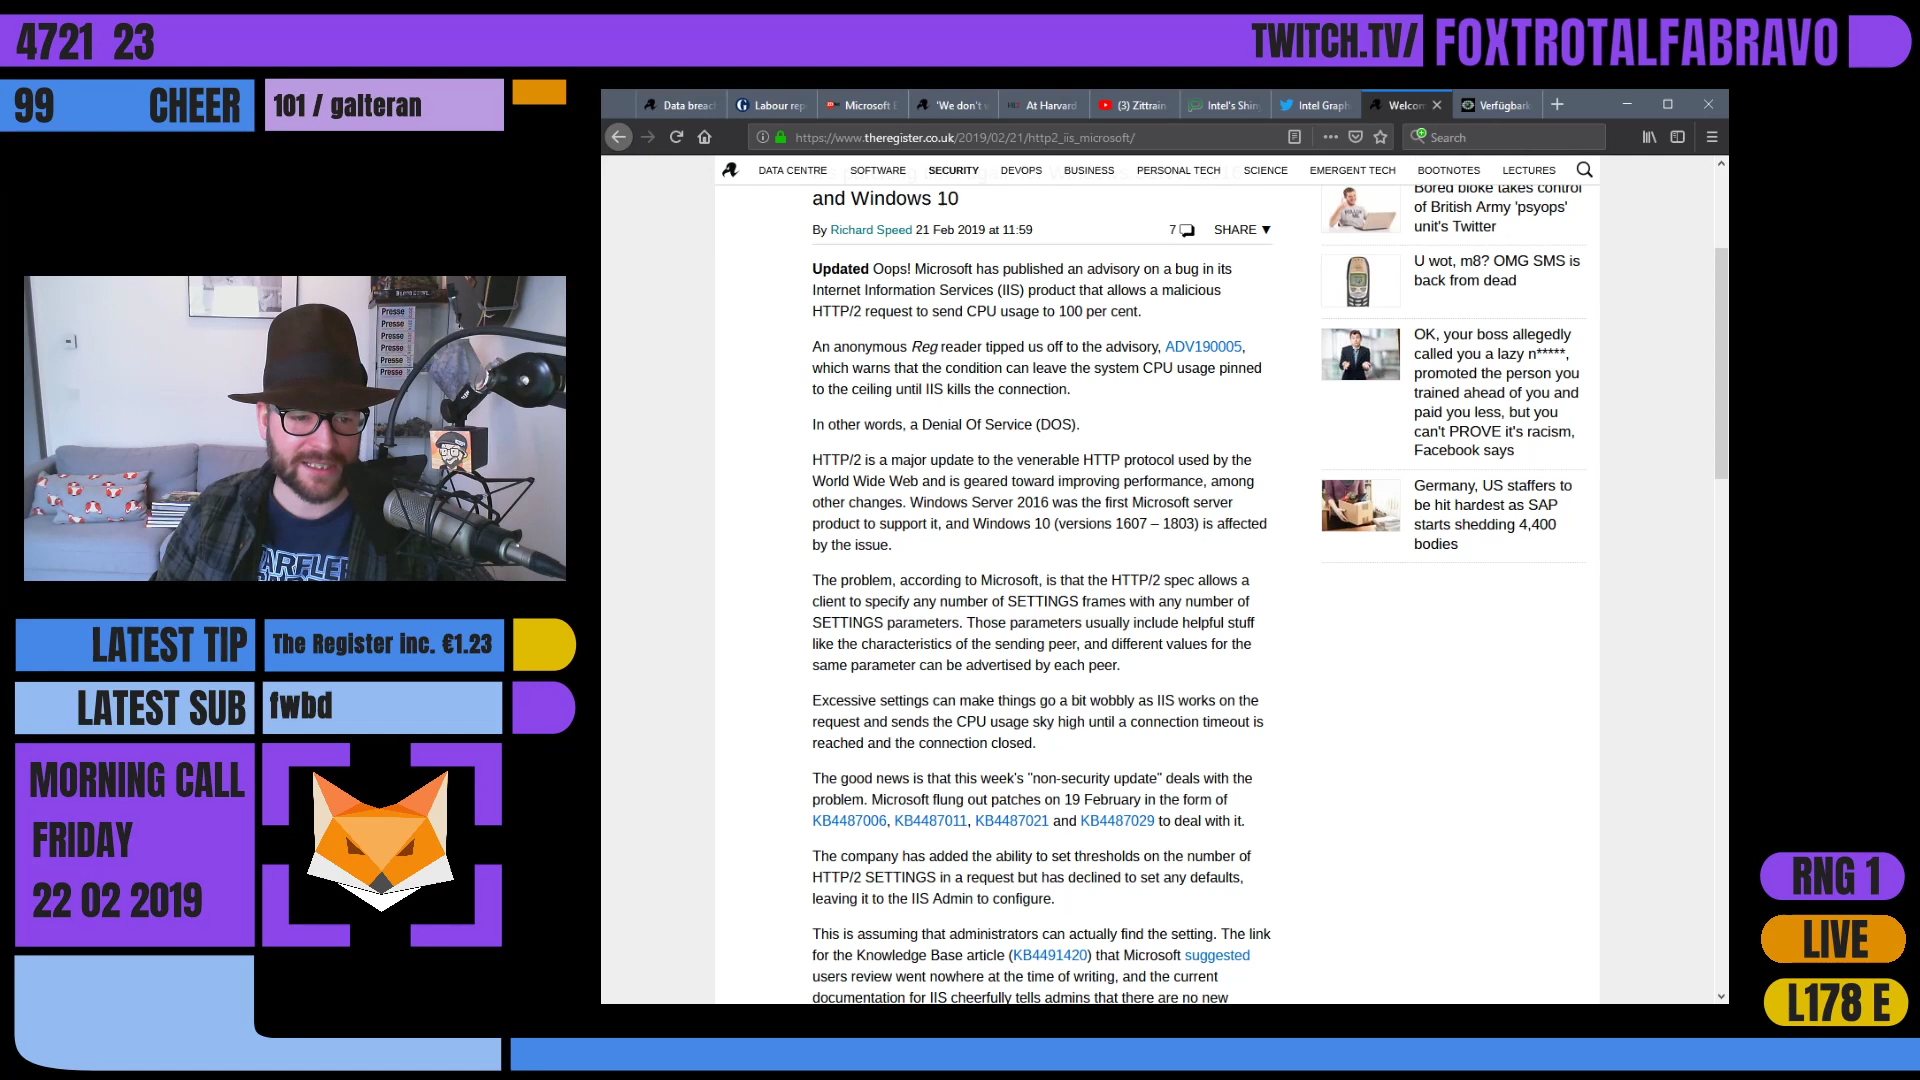 4721 23
TWITCH.TV/ FOXTROTALFABRAVO
99 CHEER
101 / galteran
Presse
Presse
Presse
Presse
Presse
Presse
LATEST TIP
The Register inc. €1.23
LATEST SUB
fwbd
MORNING CALL
FRIDAY
22 02 2019
Data breac
Labour rep
Microsoft E
'We don't w
At Harvard
(3) Zittrain
Intel's Shin
Intel Graph
Welcom
Verfügbark
https://www.theregister.co.uk/2019/02/21/http2_iis_microsoft/
Search
DATA CENTRE SOFTWARE SECURITY DEVOPS BUSINESS PERSONAL TECH SCIENCE EMERGENT TECH BOOTNOTES LECTURES
and Windows 10
By Richard Speed 21 Feb 2019 at 11:59
7 SHARE ▼
Updated Oops! Microsoft has published an advisory on a bug in its
Internet Information Services (IIS) product that allows a malicious
HTTP/2 request to send CPU usage to 100 per cent.
An anonymous Reg reader tipped us off to the advisory, ADV190005,
which warns that the condition can leave the system CPU usage pinned
to the ceiling until IIS kills the connection.
In other words, a Denial Of Service (DOS).
HTTP/2 is a major update to the venerable HTTP protocol used by the
World Wide Web and is geared toward improving performance, among
other changes. Windows Server 2016 was the first Microsoft server
product to support it, and Windows 10 (versions 1607 – 1803) is affected
by the issue.
The problem, according to Microsoft, is that the HTTP/2 spec allows a
client to specify any number of SETTINGS frames with any number of
SETTINGS parameters. Those parameters usually include helpful stuff
like the characteristics of the sending peer, and different values for the
same parameter can be advertised by each peer.
Excessive settings can make things go a bit wobbly as IIS works on the
request and sends the CPU usage sky high until a connection timeout is
reached and the connection closed.
The good news is that this week's "non-security update" deals with the
problem. Microsoft flung out patches on 19 February in the form of
KB4487006, KB4487011, KB4487021 and KB4487029 to deal with it.
The company has added the ability to set thresholds on the number of
HTTP/2 SETTINGS in a request but has declined to set any defaults,
leaving it to the IIS Admin to configure.
This is assuming that administrators can actually find the setting. The link
for the Knowledge Base article (KB4491420) that Microsoft suggested
users review went nowhere at the time of writing, and the current
documentation for IIS cheerfully tells admins that there are no new
Bored bloke takes control
of British Army 'psyops'
unit's Twitter
U wot, m8? OMG SMS is
back from dead
OK, your boss allegedly
called you a lazy n*****,
promoted the person you
trained ahead of you and
paid you less, but you
can't PROVE it's racism,
Facebook says
Germany, US staffers to
be hit hardest as SAP
starts shedding 4,400
bodies
RNG 1
LIVE
L178 E